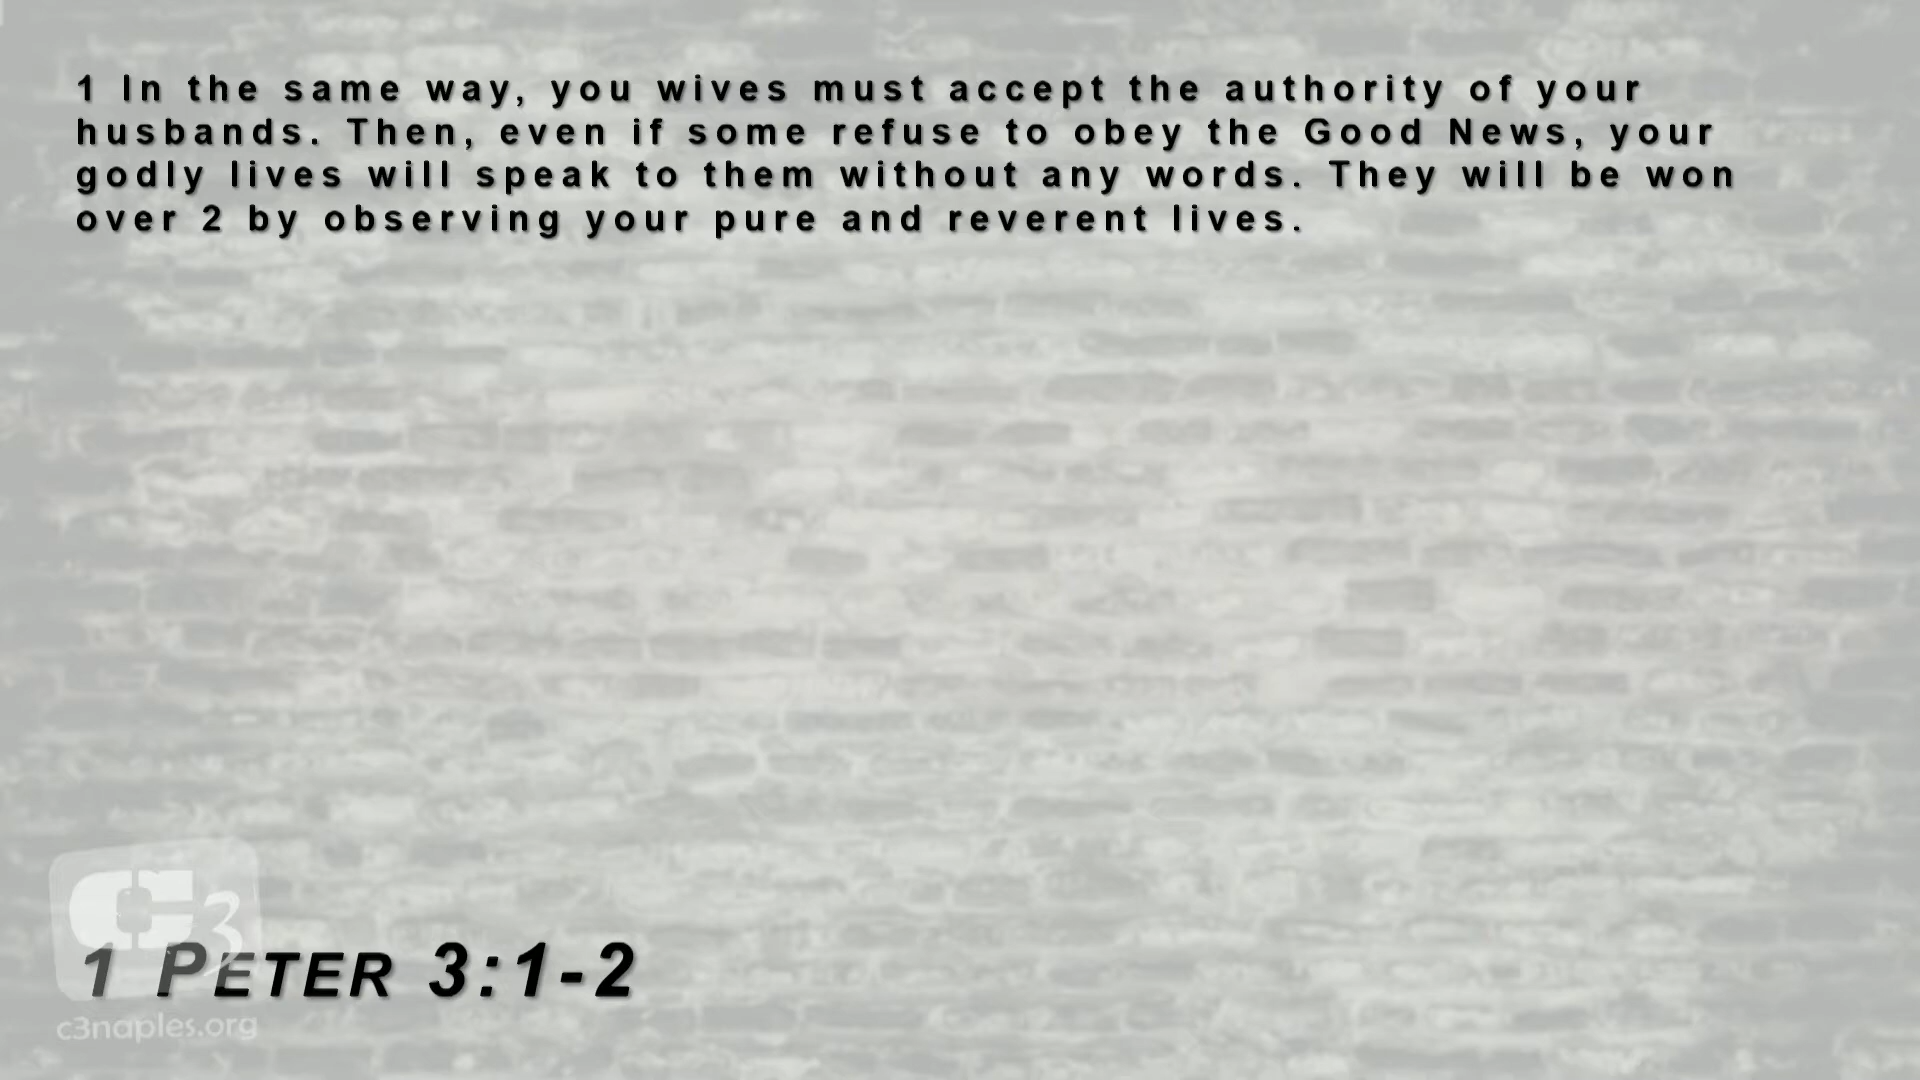 1 In the same way, you wives must accept the authority of your
husbands. Then, even if some refuse to obey the Good News, your
godly lives will speak to them without any words. They will be won
over 2 by observing your pure and reverent lives.
C3
1 PETER 3:1-2
c3naples.org